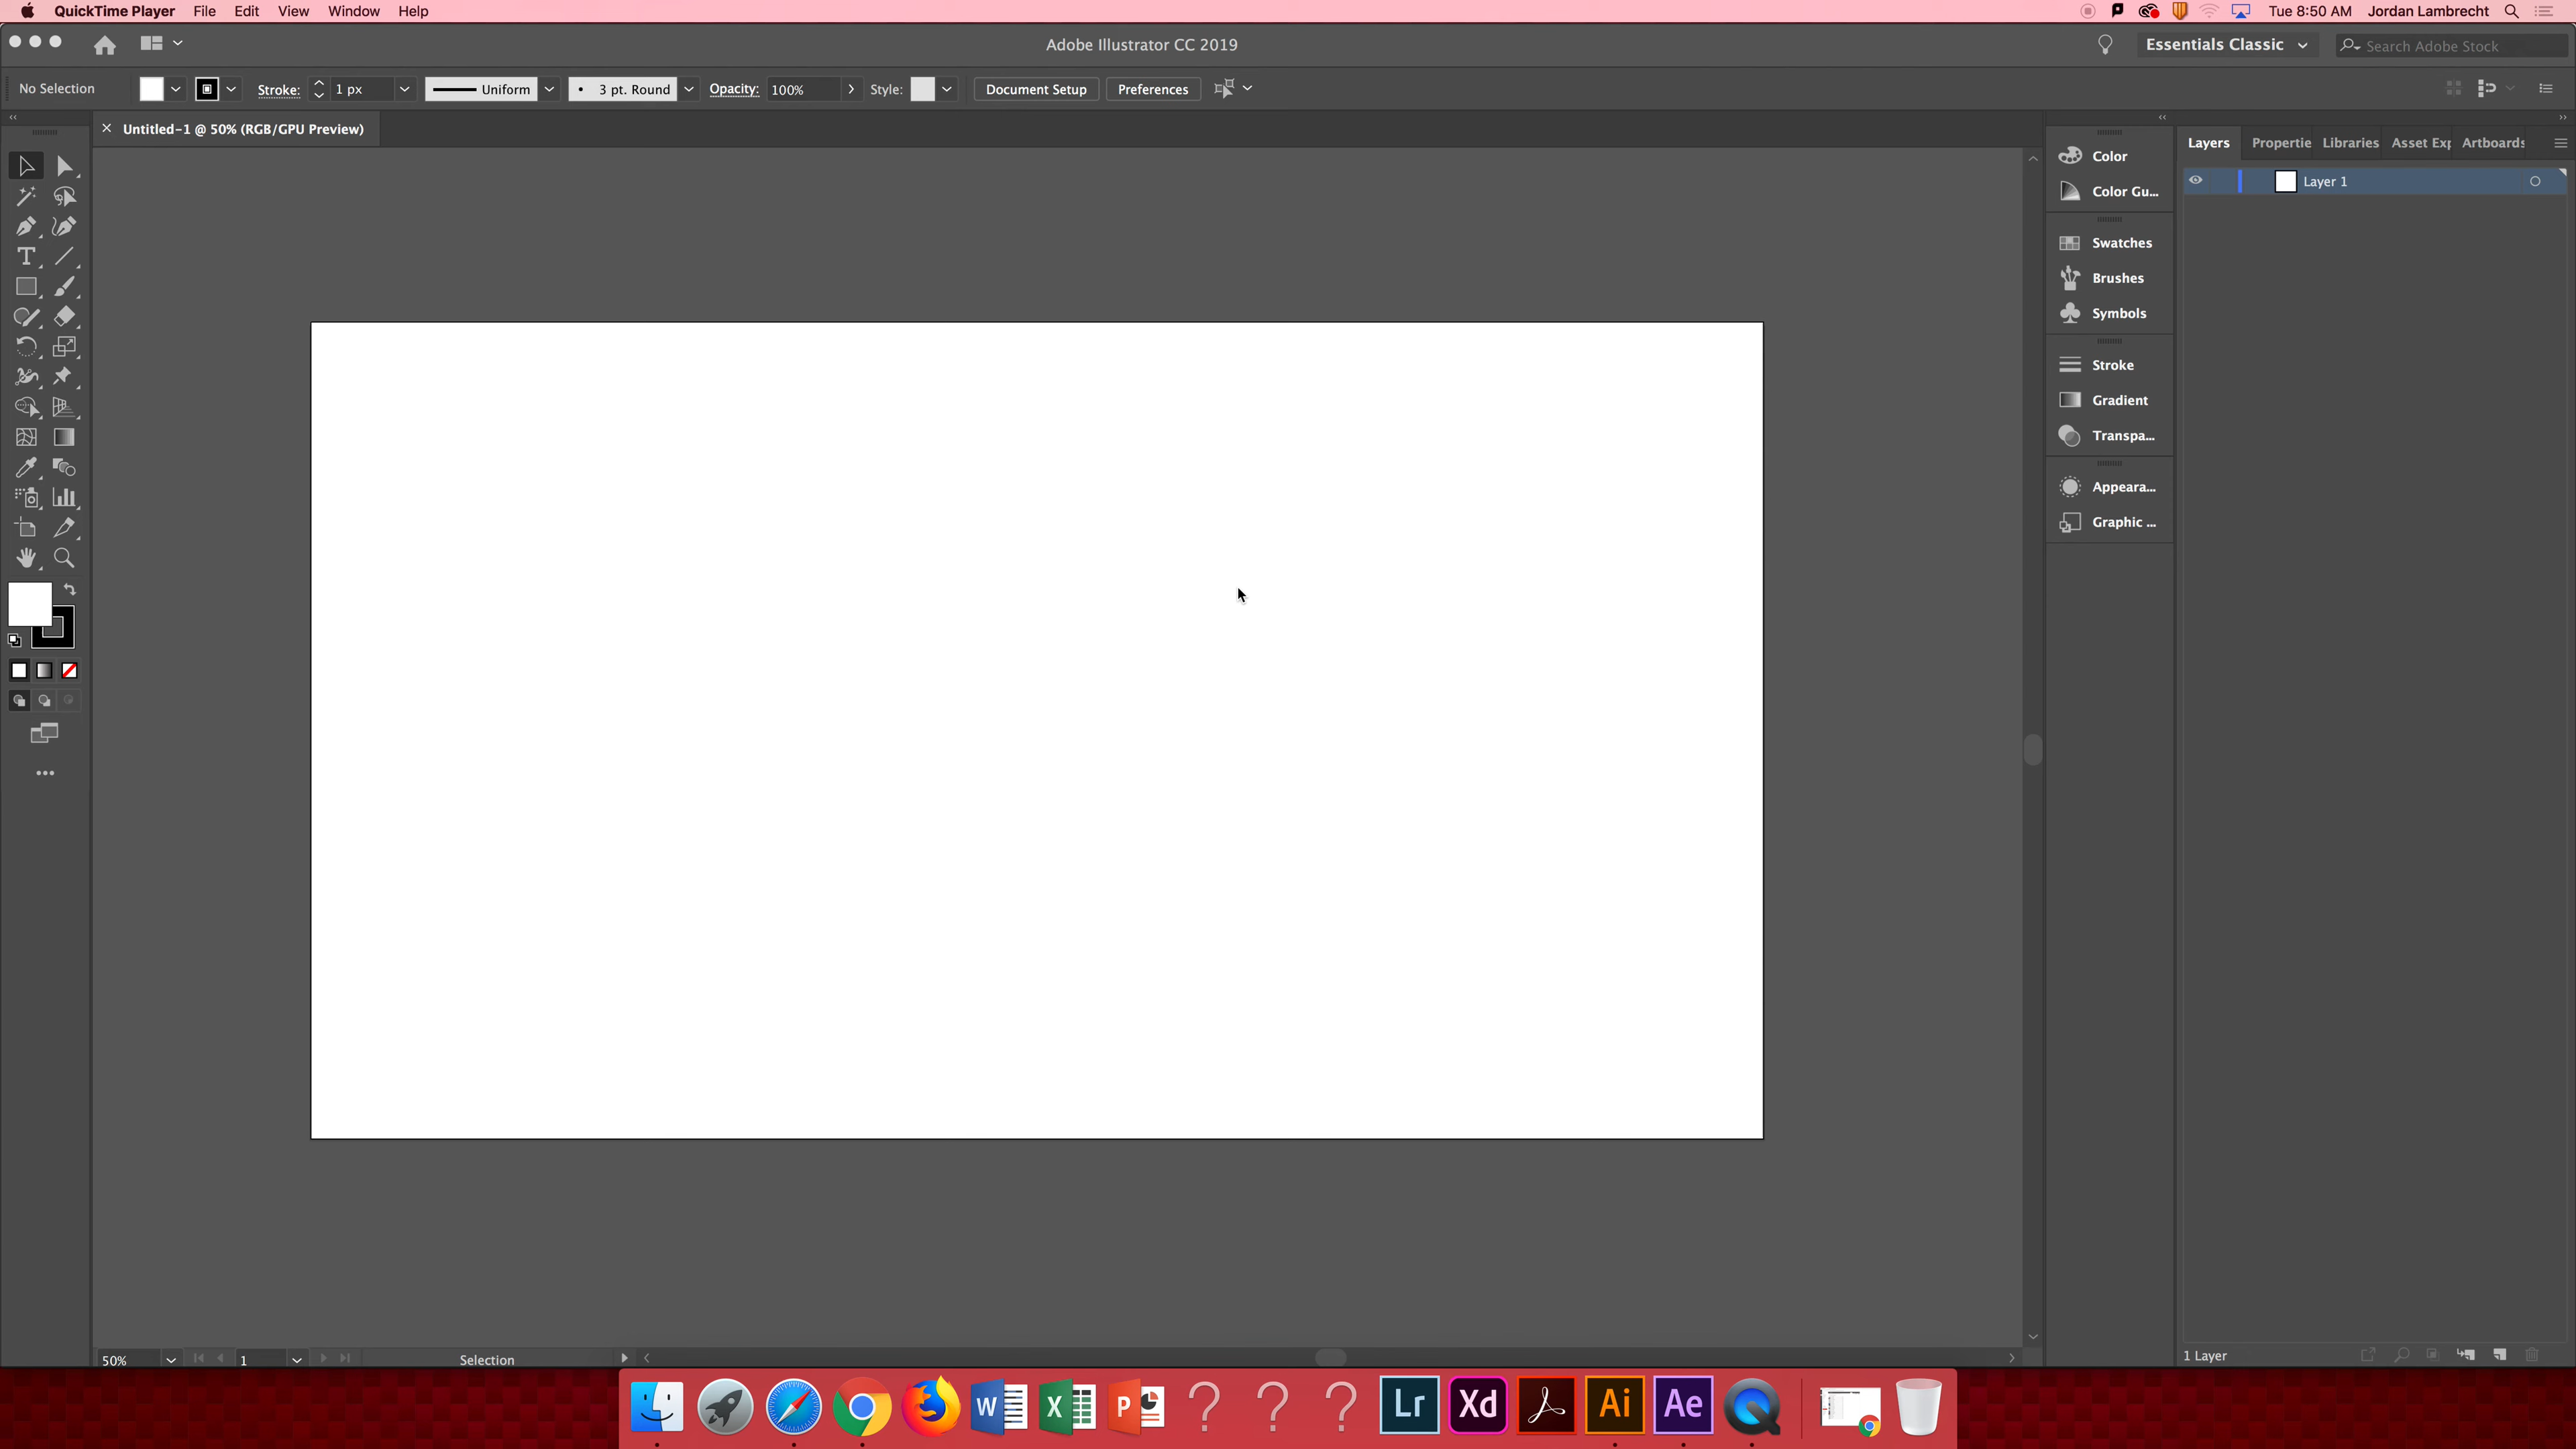 QuickTime Player File Edit View Window Help Tue 8:50 AM Jordan Lambrecht
Adobe Illustrator CC 2019 Essentials Classic Search Adobe Stock
No Selection Stroke: 1 px Uniform 3 pt. Round Opacity: 100% Style: Document Setup Preferences
Untitled-1 @ 50% (RGB/GPU Preview)
Layers Propertie Libraries Asset Exp Artboards
Color
Layer 1
Color Gu...
Swatches
Brushes
Symbols
Stroke
Gradient
Transpa...
Appeara...
Graphic ...
50% 1 Selection
1 Layer
W X P ? ? ? Lr Xd Ai Ae